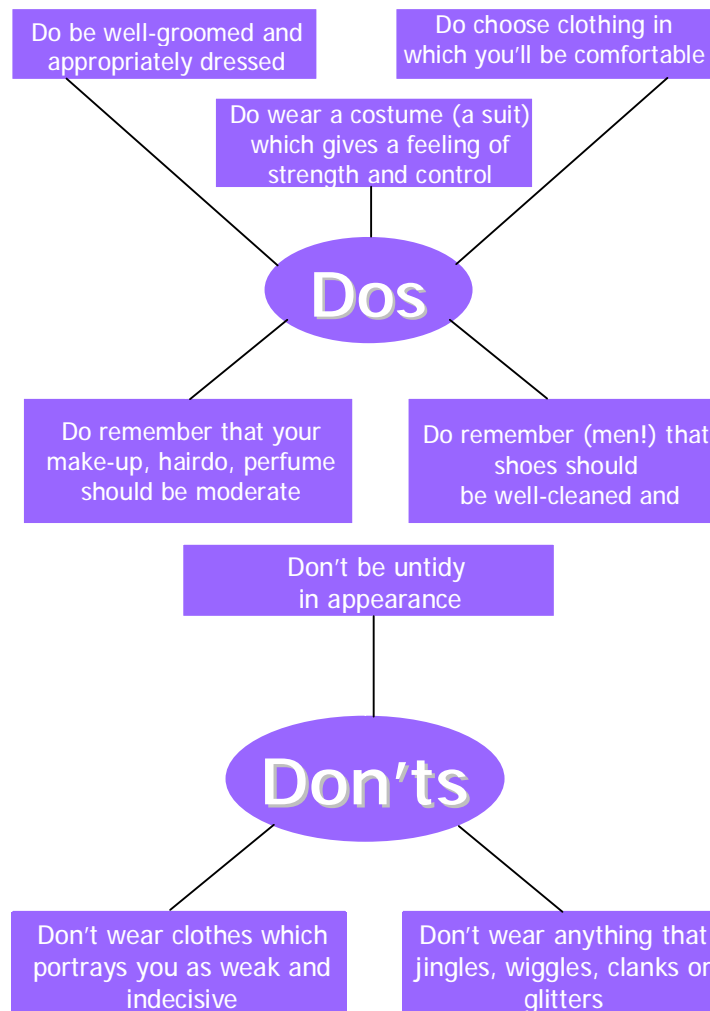 Do be well-groomed and
appropriately dressed
Do choose clothing in
which you'll be comfortable
Do wear a costume (a suit)
which gives a feeling of
strength and control
Dos
Do remember that your
make-up, hairdo, perfume
should be moderate
Do remember (men!) that
shoes should
be well-cleaned and
Don't be untidy
in appearance
Don'ts
Don't wear clothes which
portrays you as weak and
indecisive
Don't wear anything that
jingles, wiggles, clanks or
glitters